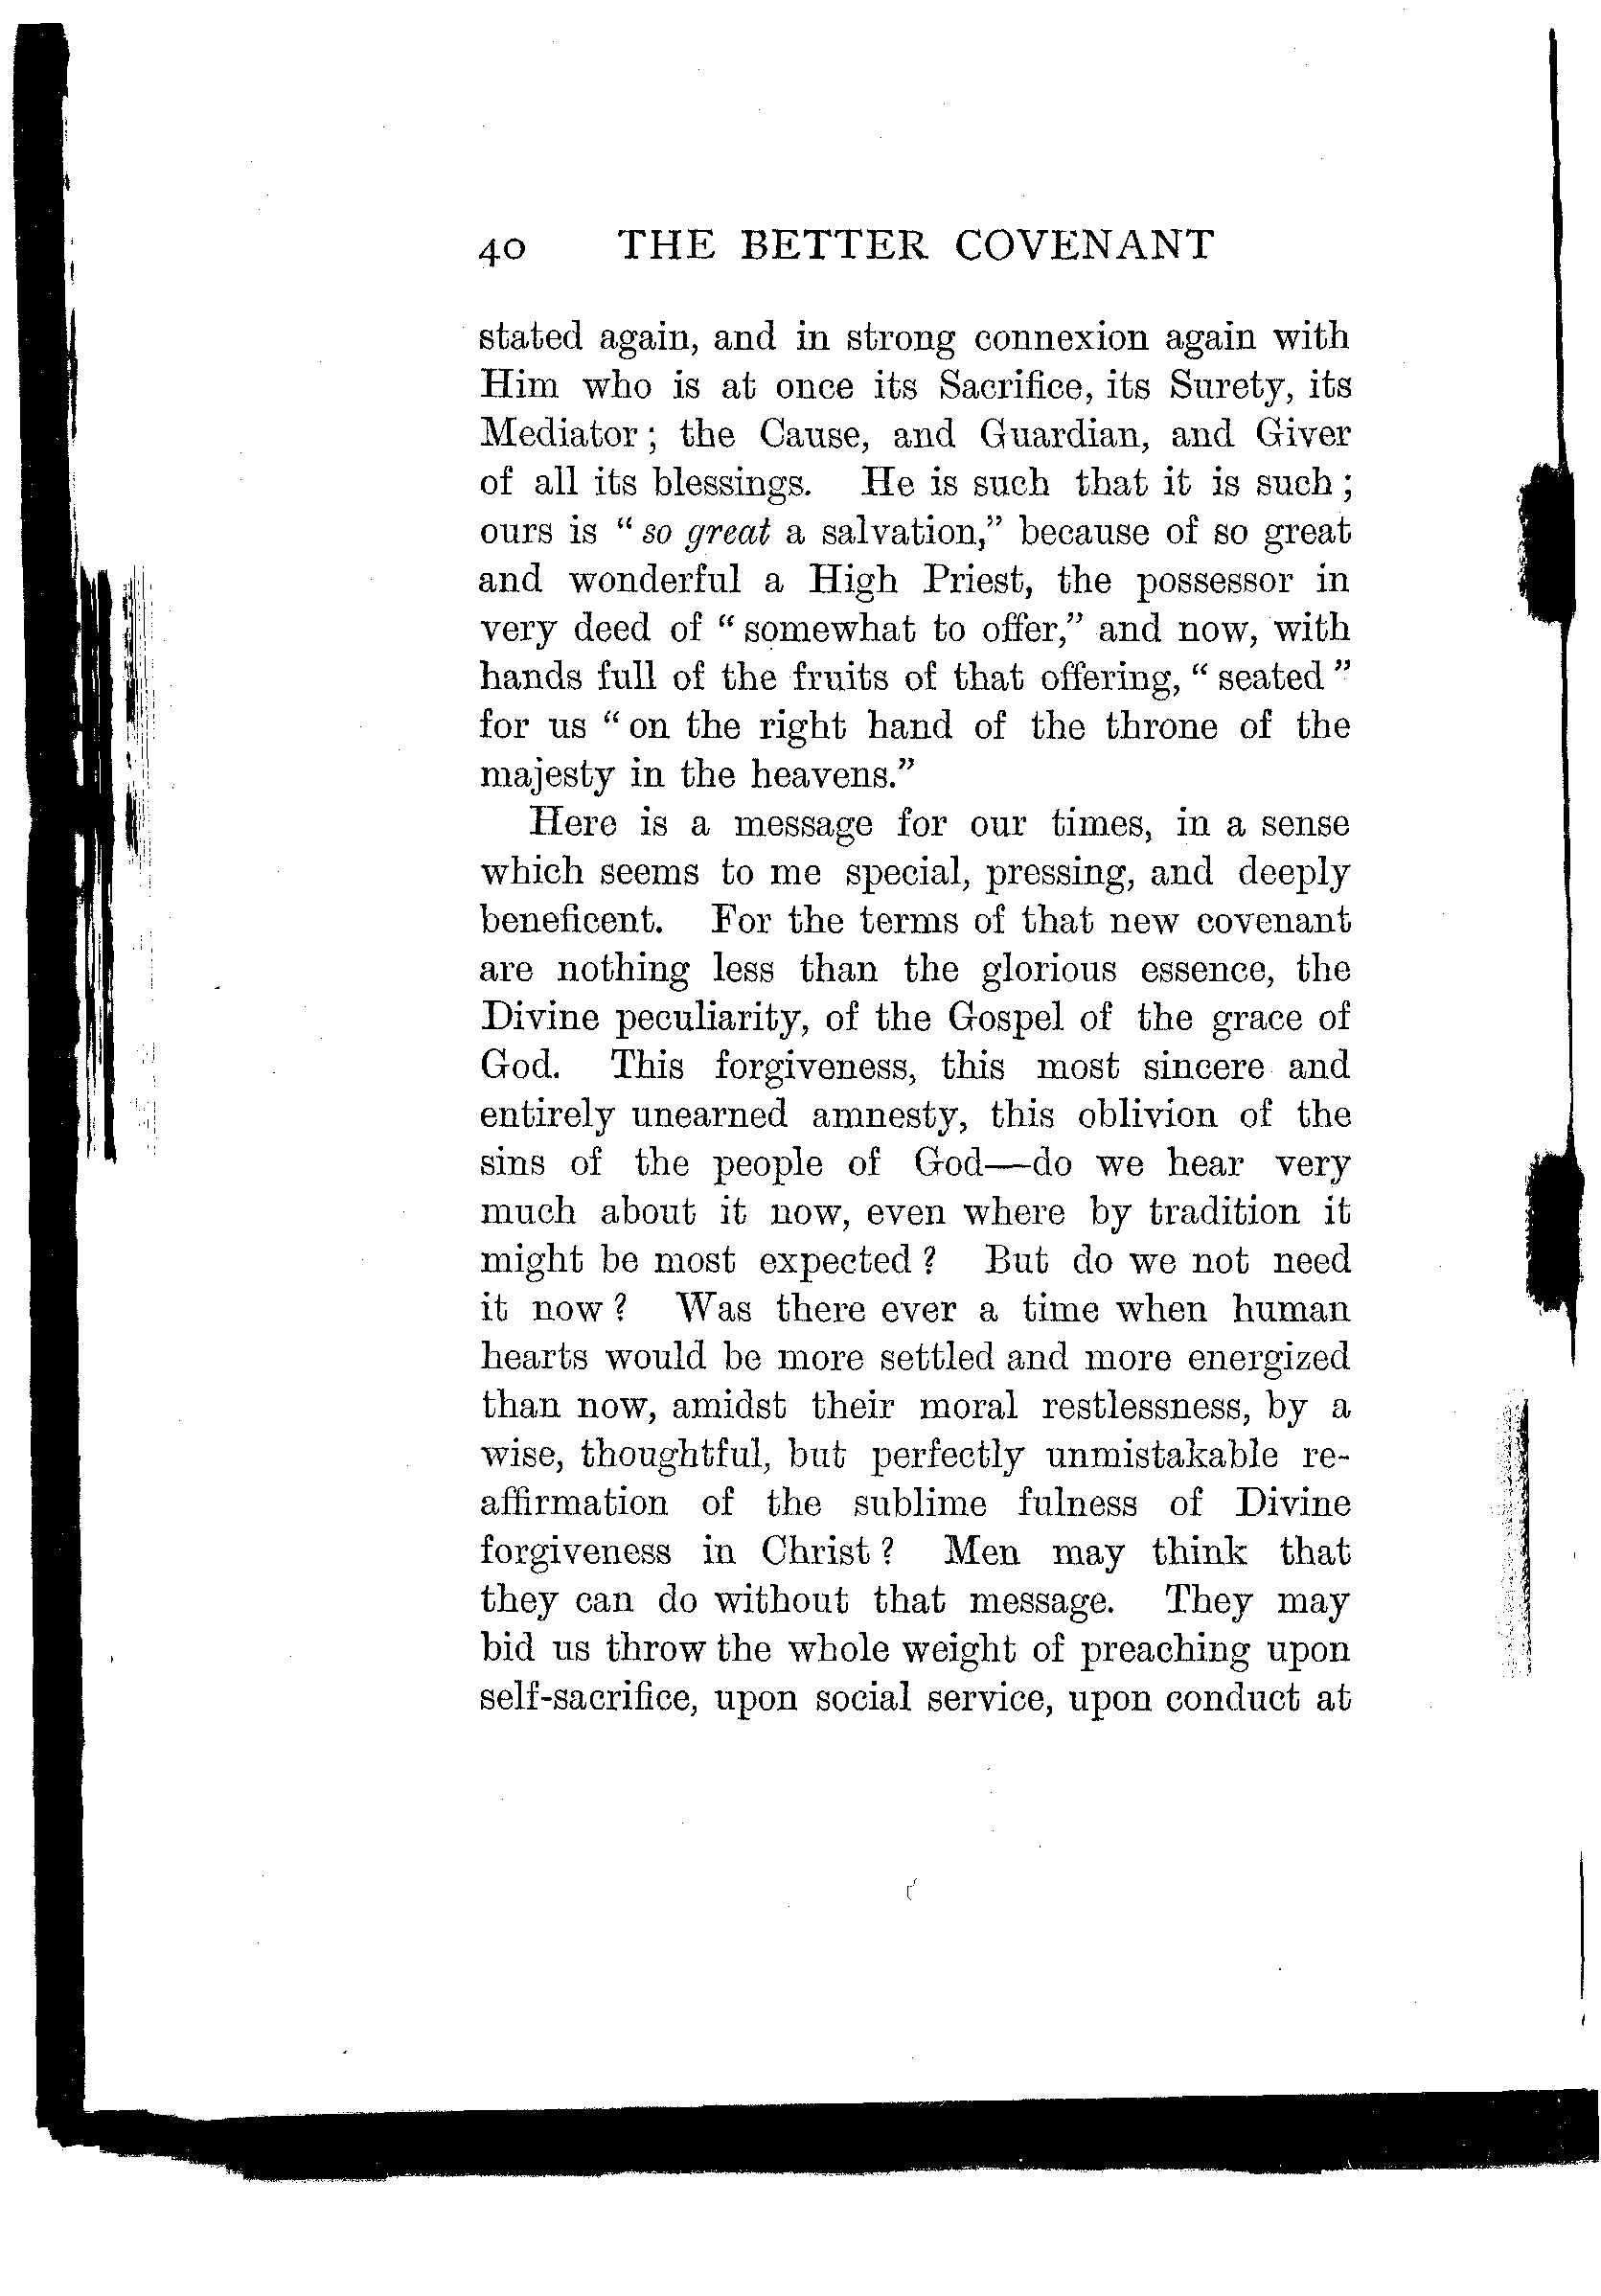 40 THE BETTER COVENANT
stated again, and in strong connexion again with
Him who is at once its Sacrifice, its Surety, its
Mediator; the Cause, and Guardian, and Giver
of all its blessings. He is such that it is such;
ours is "so great a salvation," because of so great
and wonderful a High Priest, the possessor in
very deed of "somewhat to offer," and now, with
hands full of the fruits of that offering, "seated"
for us "on the right hand of the throne of the
majesty in the heavens."
Here is a message for our times, in a sense
which seems to me special, pressing, and deeply
beneficent. For the terms of that new covenant
are nothing less than the glorious essence, the
Divine peculiarity, of the Gospel of the grace of
God. This forgiveness, this most sincere and
entirely unearned amnesty, this oblivion of the
sins of the people of God—do we hear very
much about it now, even where by tradition it
might be most expected? But do we not need
it now? Was there ever a time when human
hearts would be more settled and more energized
than now, amidst their moral restlessness, by a
wise, thoughtful, but perfectly unmistakable re-
affirmation of the sublime fulness of Divine
forgiveness in Christ? Men may think that
they can do without that message. They may
bid us throw the whole weight of preaching upon
self-sacrifice, upon social service, upon conduct at